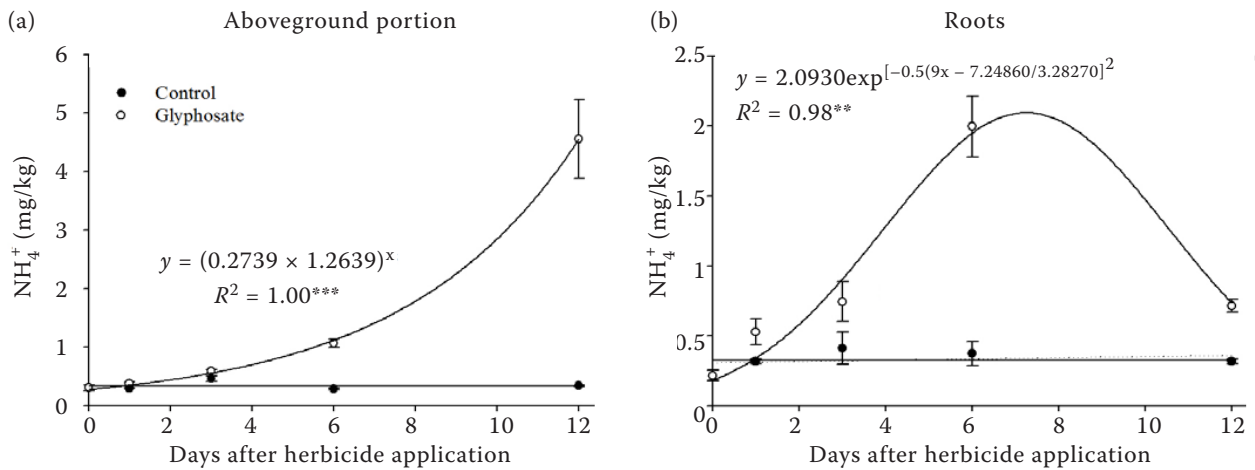 (a) Aboveground portion
6
5
4
3
2
1
0
NH₄⁺ (mg/kg)
Control
Glyphosate
y = (0.2739 × 1.2639)ˣ
R² = 1.00***
0 2 4 6 8 10 12
Days after herbicide application
(b) Roots
2.5
2
1.5
1
0.5
0
NH₄⁺ (mg/kg)
y = 2.0930exp[−0.5(9x − 7.24860/3.28270]²
R² = 0.98**
0 2 4 6 8 10 12
Days after herbicide application